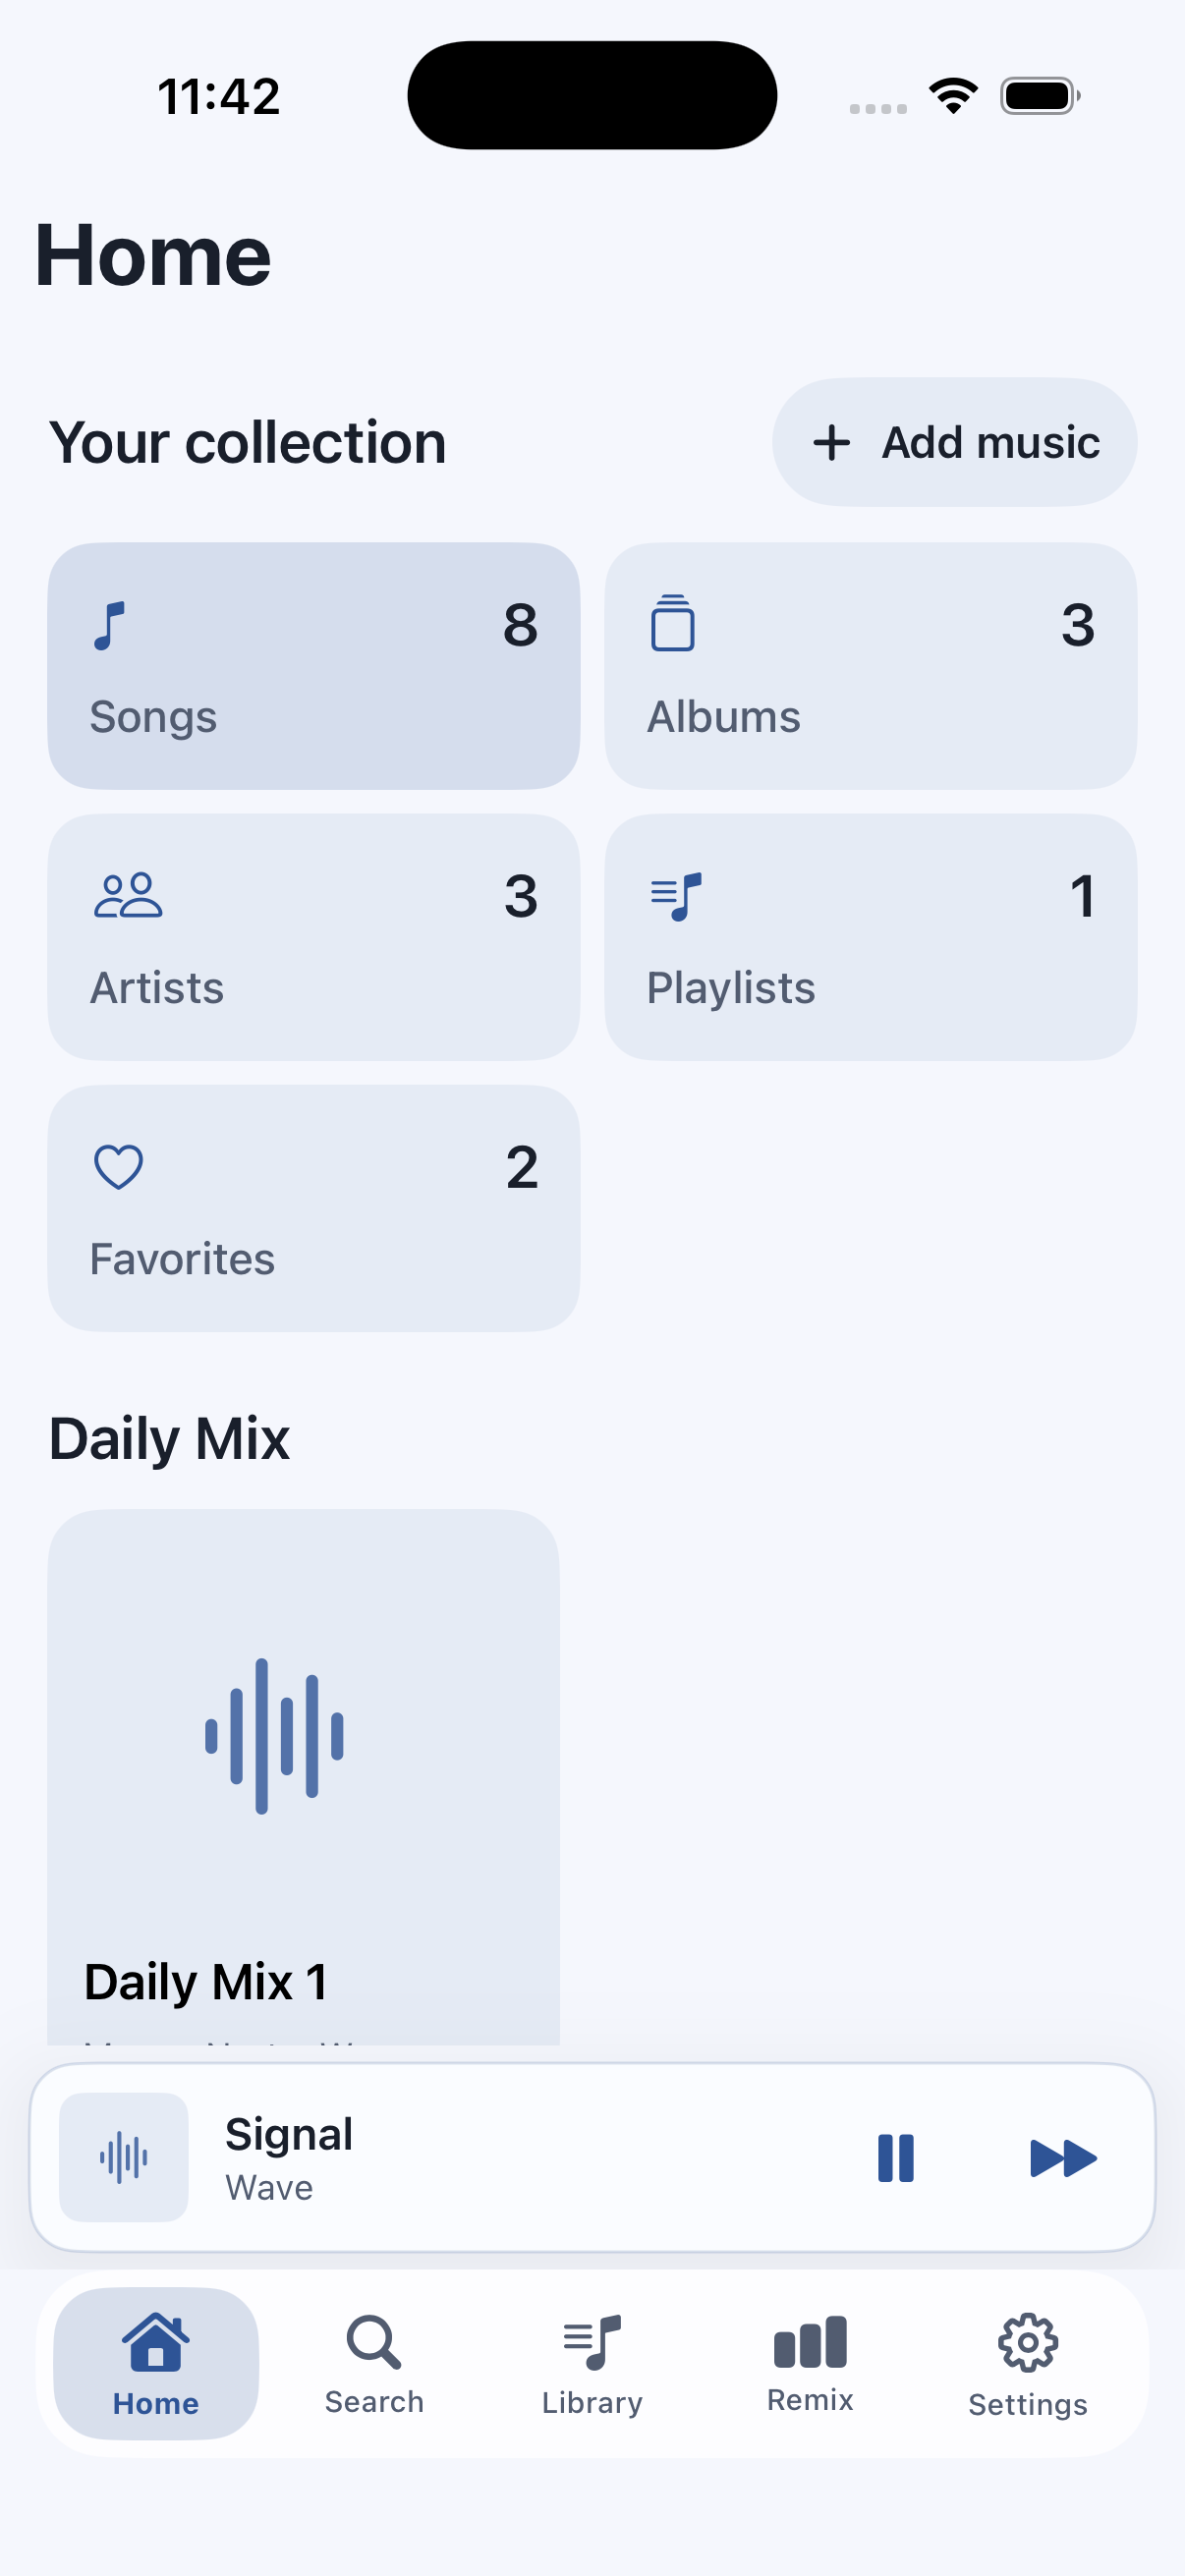 11:42
Home
Your collection
Add music
8
Songs
3
Albums
3
Artists
1
Playlists
2
Favorites
Daily Mix
Daily Mix 1
Signal
Wave
Home
Search
Library
Remix
Settings